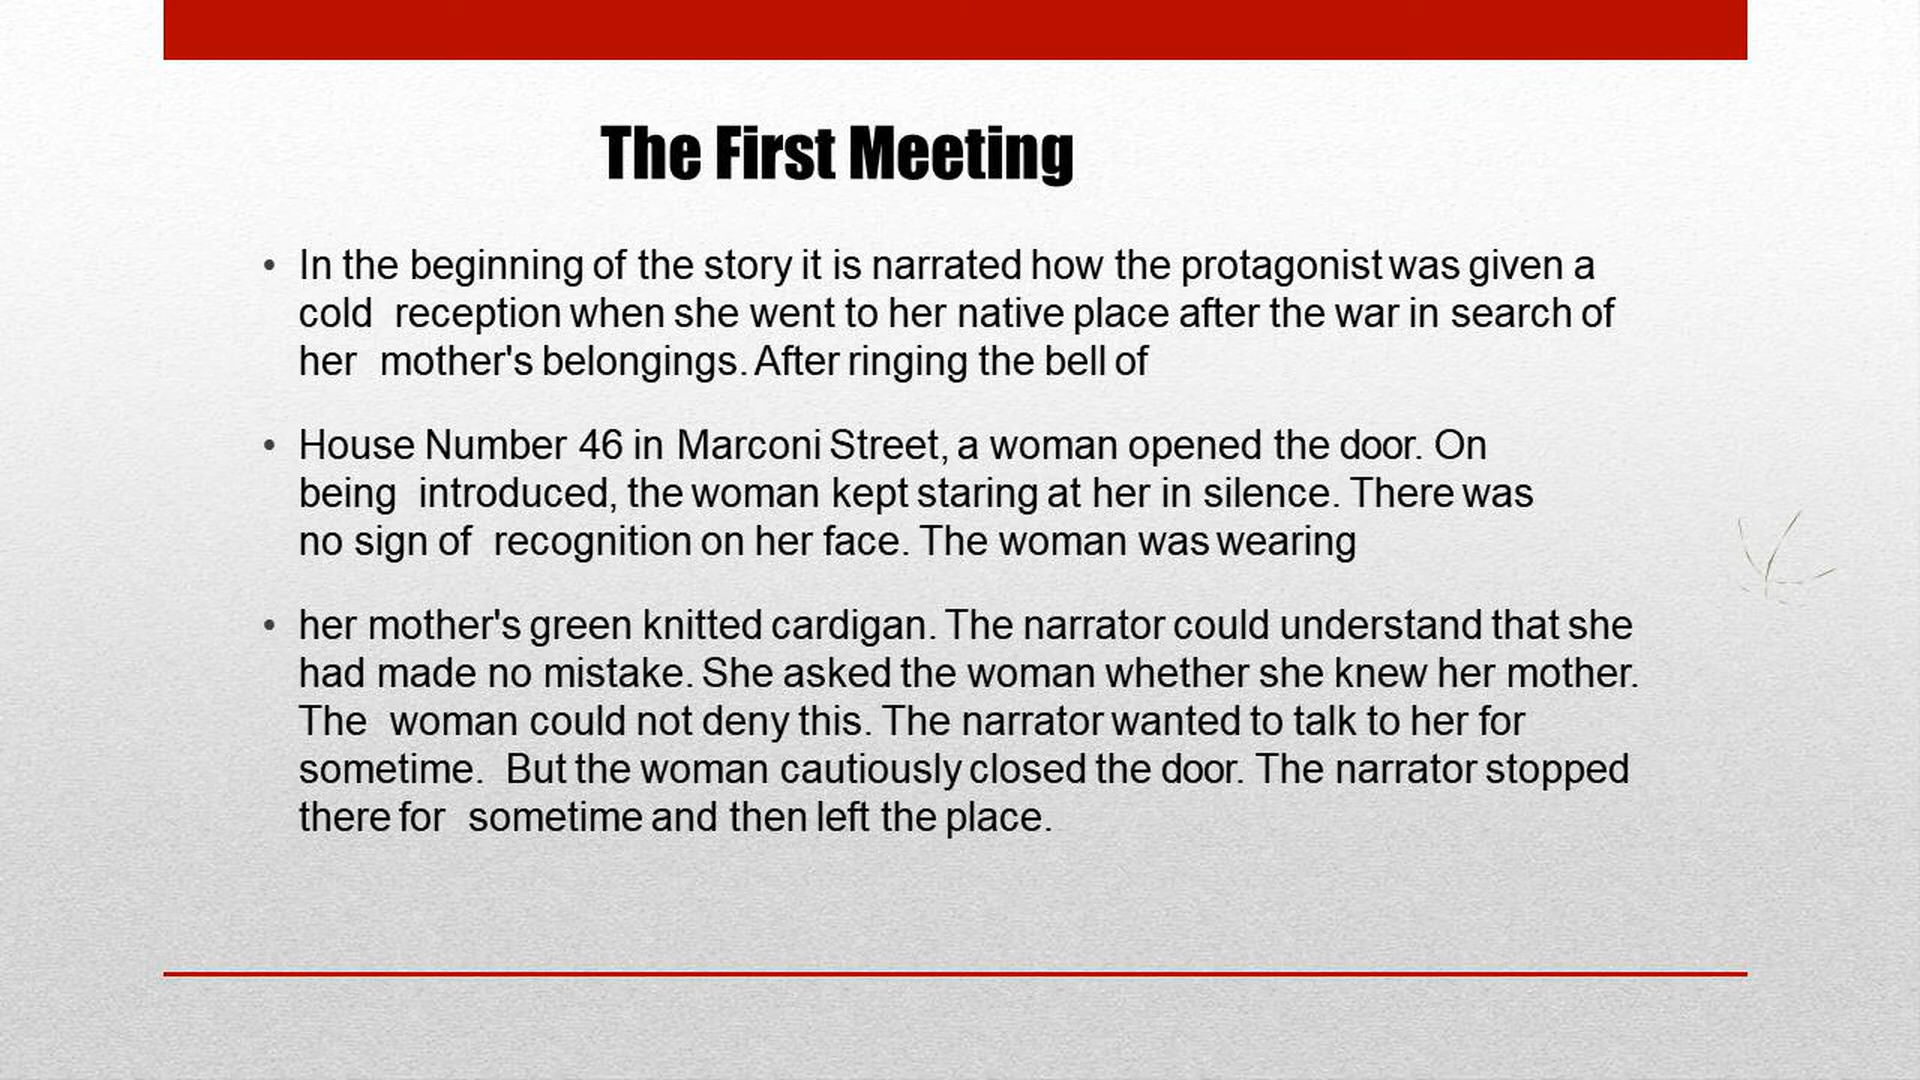 The First Meeting
• In the beginning of the story it is narrated how the protagonist was given a
cold reception when she went to her native place after the war in search of
her mother's belongings. After ringing the bell of
• House Number 46 in Marconi Street, a woman opened the door. On
being introduced, the woman kept staring at her in silence. There was
no sign of recognition on her face. The woman was wearing
• her mother's green knitted cardigan. The narrator could understand that she
had made no mistake. She asked the woman whether she knew her mother.
The woman could not deny this. The narrator wanted to talk to her for
sometime. But the woman cautiously closed the door. The narrator stopped
there for sometime and then left the place.